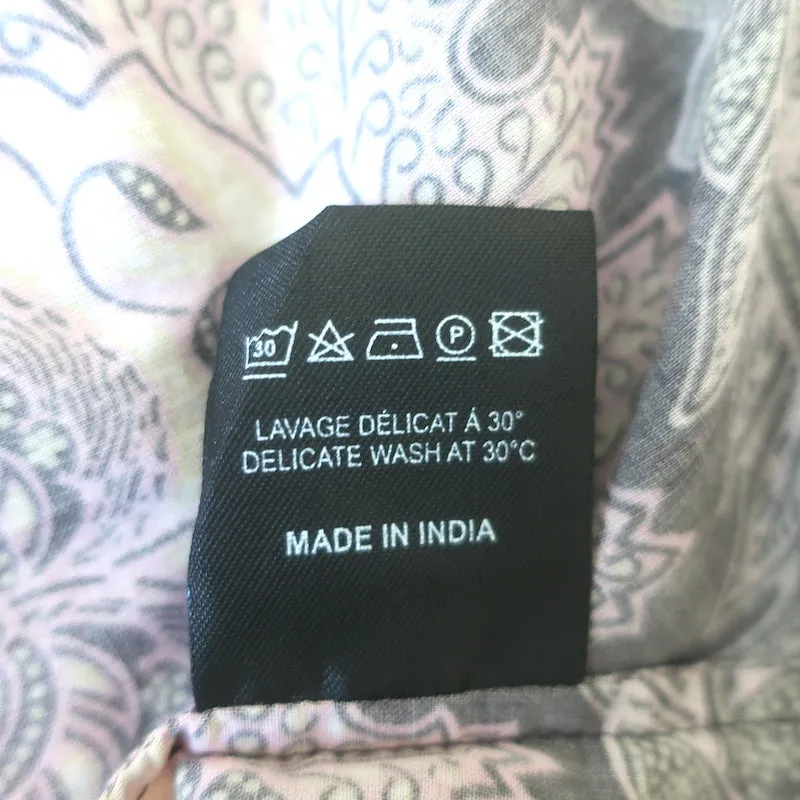 30 P
LAVAGE DÉLICAT Á 30°
DELICATE WASH AT 30°C
MADE IN INDIA